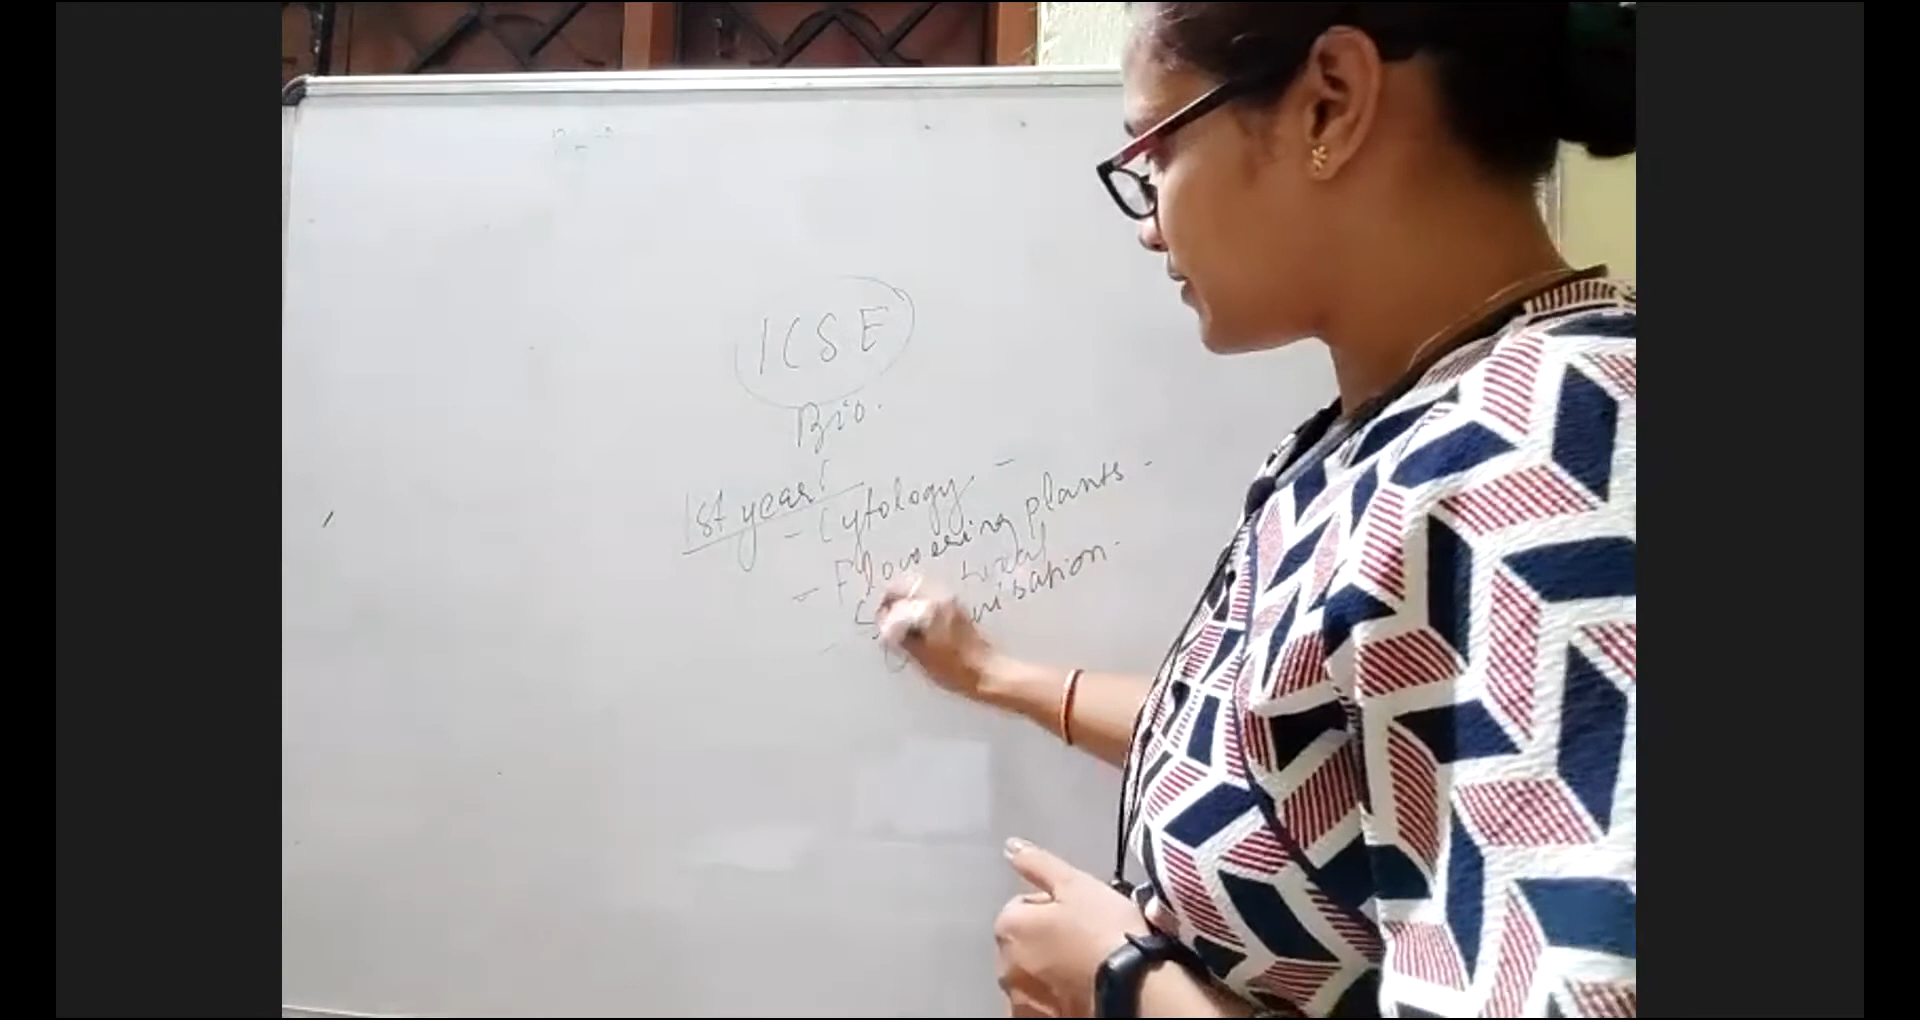 ICSE
Bio.
1st year!
- Cytology -
- Flowering plants -
- isation.